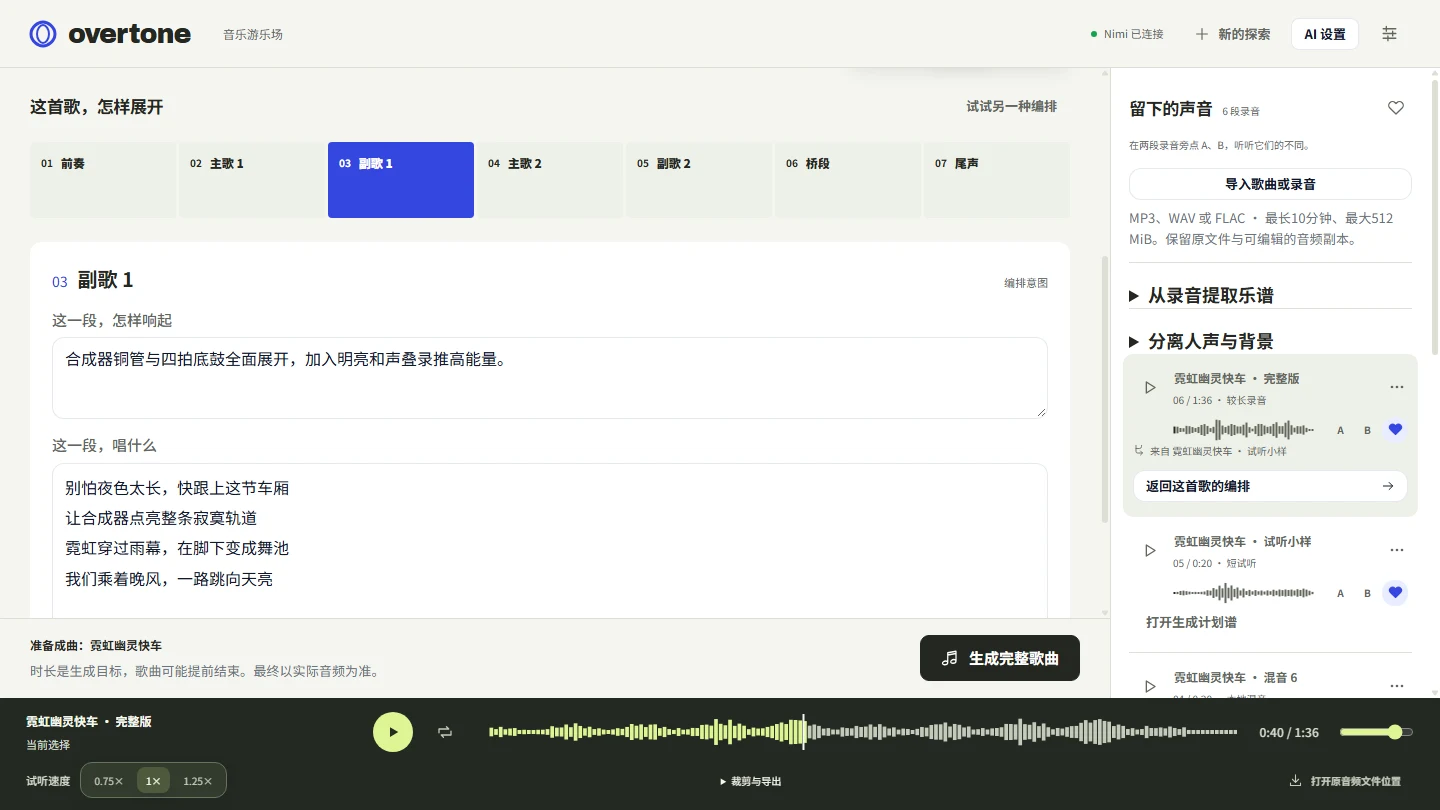 overtone
音乐游乐场
Nimi 已连接
新的探索
AI 设置
这首歌，怎样展开
试试另一种编排
01 前奏
02 主歌 1
03 副歌 1
04 主歌 2
05 副歌 2
06 桥段
07 尾声
03 副歌 1
编排意图
这一段，怎样响起
合成器铜管与四拍底鼓全面展开，加入明亮和声叠录推高能量。
这一段，唱什么
别怕夜色太长，快跟上这节车厢
让合成器点亮整条寂寞轨道
霓虹穿过雨幕，在脚下变成舞池
我们乘着晚风，一路跳向天亮
准备成曲：霓虹幽灵快车
时长是生成目标，歌曲可能提前结束。最终以实际音频为准。
生成完整歌曲
留下的声音
6 段录音
在两段录音旁点 A、B，听听它们的不同。
导入歌曲或录音
MP3、WAV 或 FLAC · 最长10分钟、最大512
MiB。保留原文件与可编辑的音频副本。
从录音提取乐谱
分离人声与背景
霓虹幽灵快车 · 完整版
06 / 1:36 · 较长录音
A B
来自 霓虹幽灵快车 · 试听小样
返回这首歌的编排
霓虹幽灵快车 · 试听小样
05 / 0:20 · 短试听
A B
打开生成计划谱
霓虹幽灵快车 · 混音 6
霓虹幽灵快车 · 完整版
当前选择
0:40 / 1:36
试听速度
0.75×
1×
1.25×
裁剪与导出
打开原音频文件位置